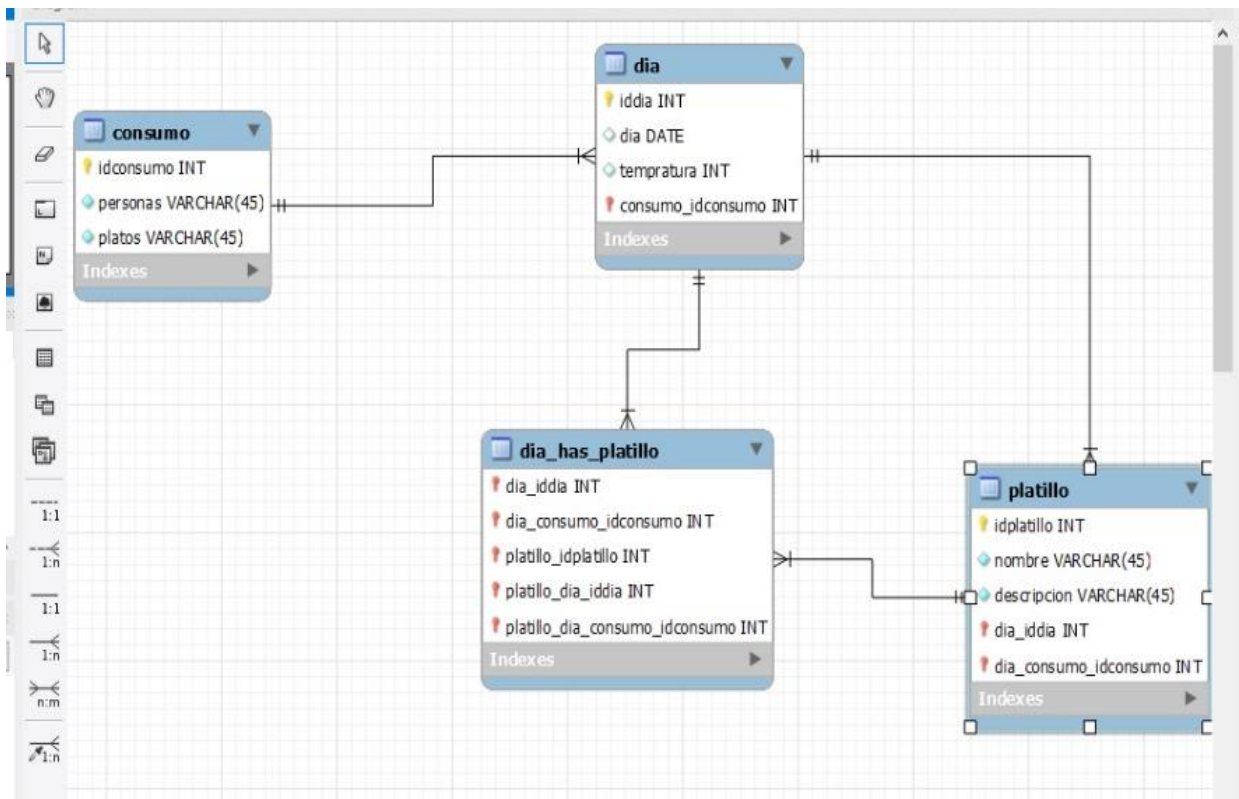 consumo
idconsumo INT
personas VARCHAR(45)
platos VARCHAR(45)
Indexes
dia
iddia INT
dia DATE
tempratura INT
consumo_idconsumo INT
Indexes
dia_has_platillo
dia_iddia INT
dia_consumo_idconsumo INT
platillo_idplatillo INT
platillo_dia_iddia INT
platillo_dia_consumo_idconsumo INT
Indexes
platillo
idplatillo INT
nombre VARCHAR(45)
descripcion VARCHAR(45)
dia_iddia INT
dia_consumo_idconsumo INT
Indexes
1:1
1:n
1:1
1:n
n:m
1:n